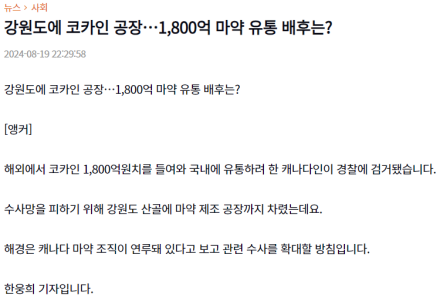 뉴스 > 사회
강원도에 코카인 공장…1,800억 마약 유통 배후는?
2024-08-19 22:29:58
강원도에 코카인 공장…1,800억 마약 유통 배후는?
[앵커]
해외에서 코카인 1,800억원치를 들여와 국내에 유통하려 한 캐나다인이 경찰에 검거됐습니다.
수사망을 피하기 위해 강원도 산골에 마약 제조 공장까지 차렸는데요.
해경은 캐나다 마약 조직이 연루돼 있다고 보고 관련 수사를 확대할 방침입니다.
한웅희 기자입니다.